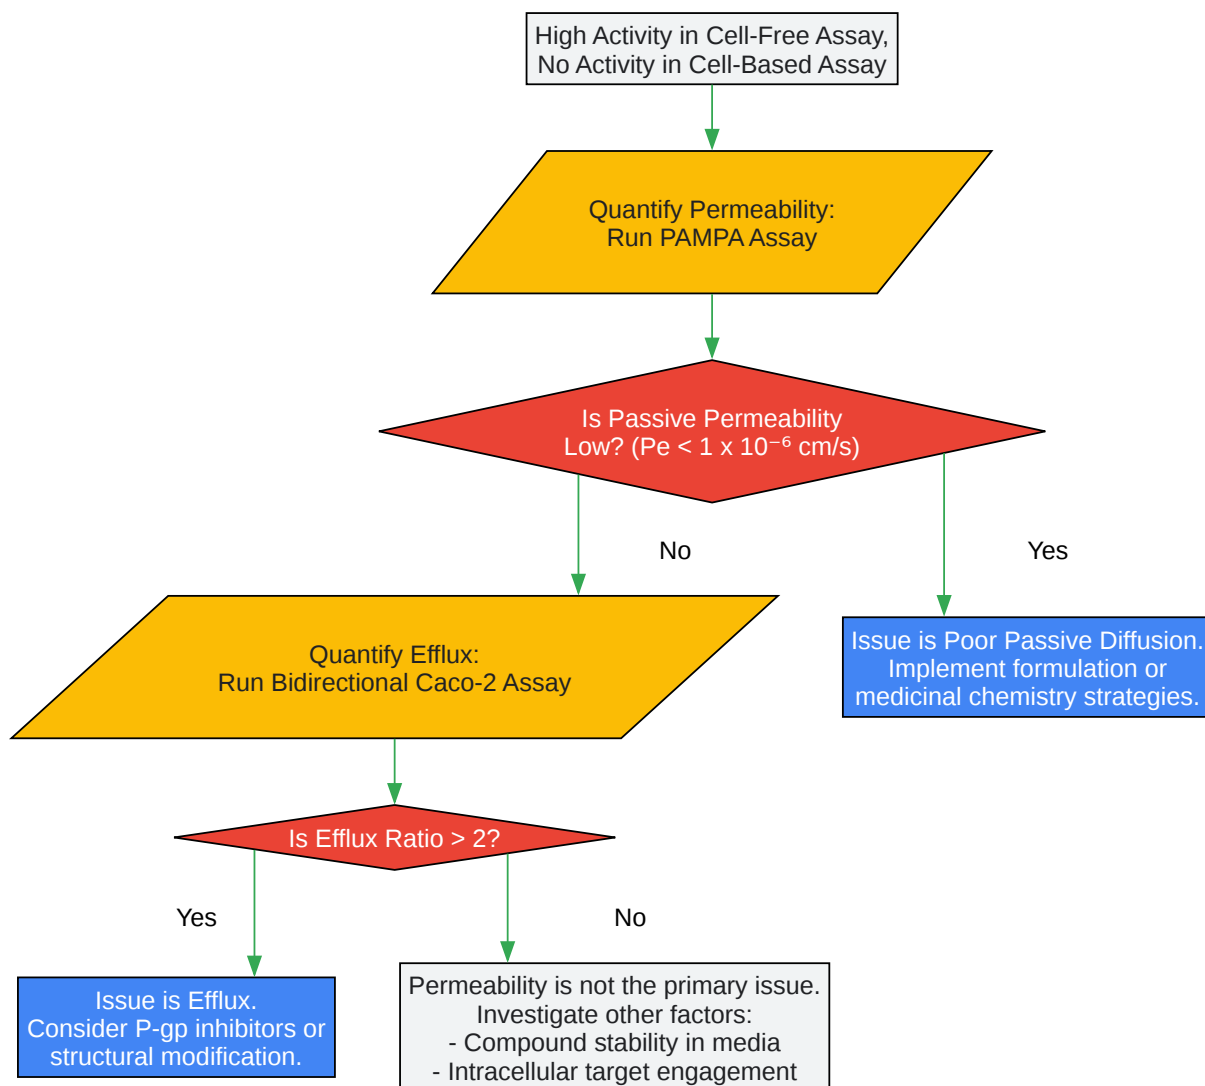 High Activity in Cell-Free Assay,
No Activity in Cell-Based Assay
Quantify Permeability:
Run PAMPA Assay
Is Passive Permeability
Low? (Pe < 1 x 10⁻⁶ cm/s)
No
Yes
Quantify Efflux:
Run Bidirectional Caco-2 Assay
Issue is Poor Passive Diffusion.
Implement formulation or
medicinal chemistry strategies.
Is Efflux Ratio > 2?
Yes
No
Issue is Efflux.
Consider P-gp inhibitors or
structural modification.
Permeability is not the primary issue.
Investigate other factors:
- Compound stability in media
- Intracellular target engagement